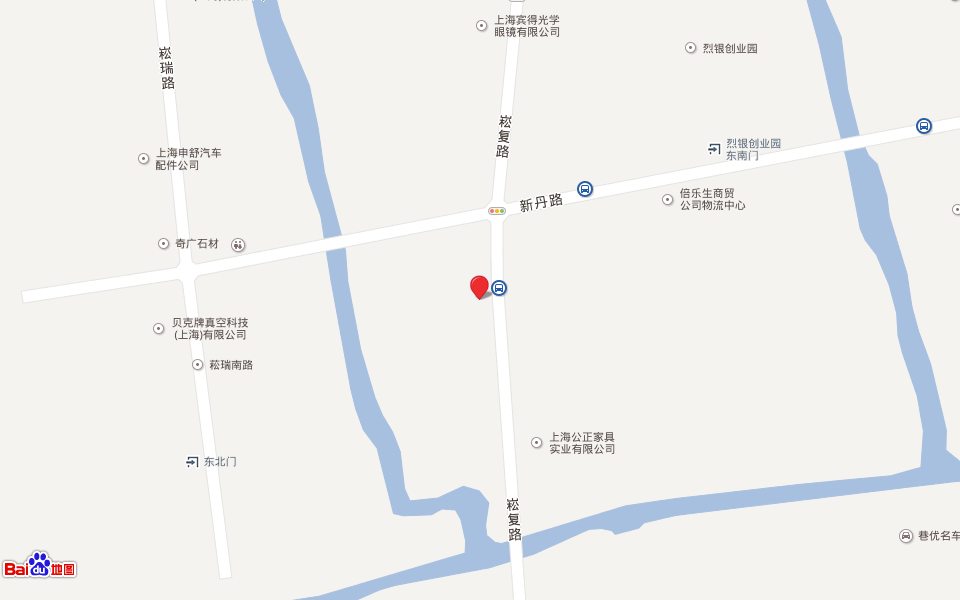 上海宾得光学
眼镜有限公司
烈银创业园
崧瑞路
崧复路
烈银创业园
东南门
上海申舒汽车
配件公司
倍乐生商贸
公司物流中心
新丹路
奇广石材
贝克牌真空科技
(上海)有限公司
崧瑞南路
上海公正家具
实业有限公司
东北门
崧复路
巷优名车
Bai du 地图